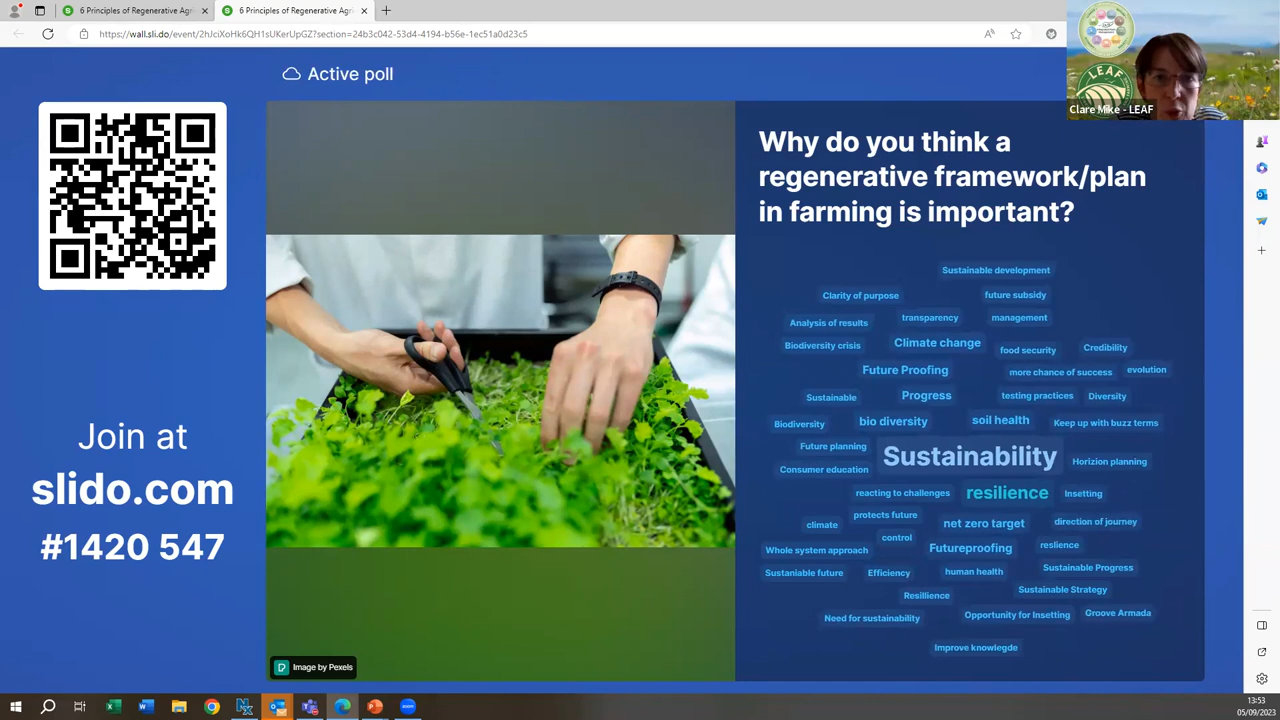 6 Principles of Regenerative Agri
6 Principles of Regenerative Agri
https://wall.sli.do/event/2hJciXoHk6QH1sUKerUpGZ?section=24b3c042-53d4-4194-b56e-1ec51a0d23c5
LEAF
Clare Mike - LEAF
Active poll
Join at
slido.com
#1420 547
Image by Pexels
Why do you think a
regenerative framework/plan
in farming is important?
Sustainable development
Clarity of purpose
future subsidy
Analysis of results
transparency
management
Biodiversity crisis
Climate change
food security
Credibility
Future Proofing
more chance of success
evolution
Sustainable
Progress
testing practices
Diversity
Biodiversity
bio diversity
soil health
Keep up with buzz terms
Future planning
Sustainability
Horizion planning
Consumer education
reacting to challenges
resilience
Insetting
protects future
climate
net zero target
direction of journey
control
Whole system approach
Futureproofing
reslience
Sustaniable future
Efficiency
human health
Sustainable Progress
Resillience
Sustainable Strategy
Need for sustainability
Opportunity for Insetting
Groove Armada
Improve knowlegde
13:53
05/09/2023